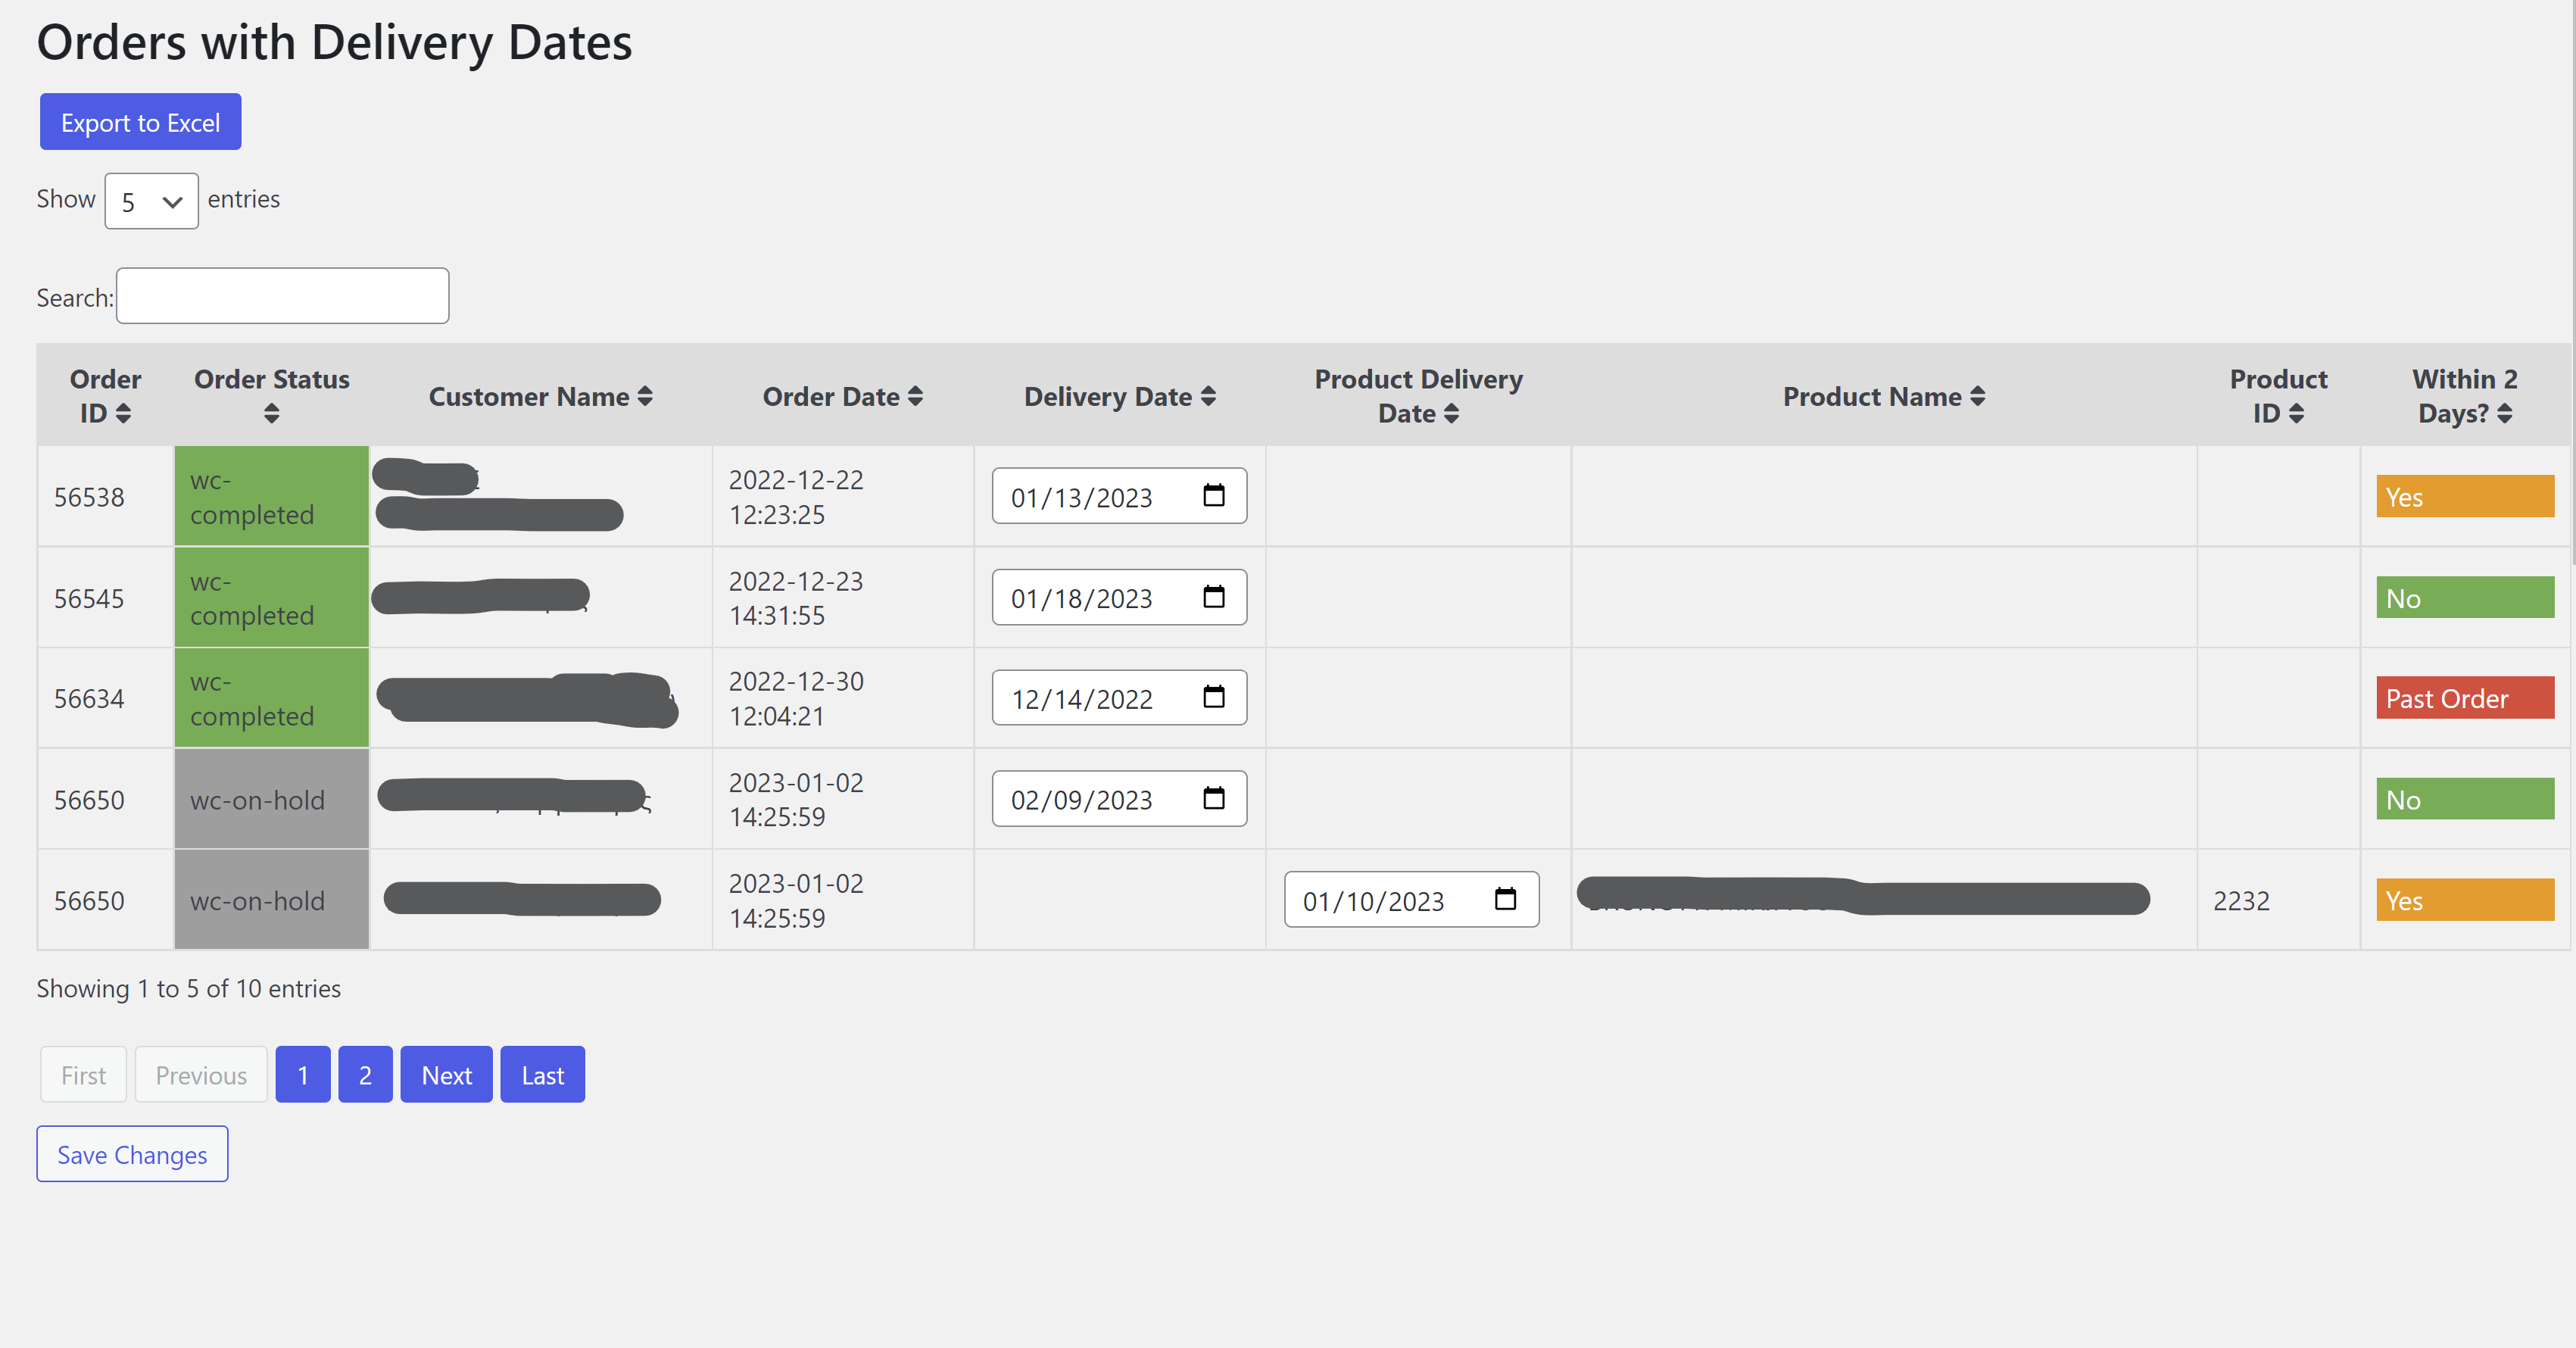 Orders with Delivery Dates
Export to Excel
Show 5 entries
Search:
Order ID Order Status Customer Name Order Date Delivery Date Product Delivery Date Product Name Product ID Within 2 Days?
56538 wc-completed 2022-12-22 12:23:25 01/13/2023 Yes
56545 wc-completed 2022-12-23 14:31:55 01/18/2023 No
56634 wc-completed 2022-12-30 12:04:21 12/14/2022 Past Order
56650 wc-on-hold 2023-01-02 14:25:59 02/09/2023 No
56650 wc-on-hold 2023-01-02 14:25:59 01/10/2023 2232 Yes
Showing 1 to 5 of 10 entries
First Previous 1 2 Next Last
Save Changes